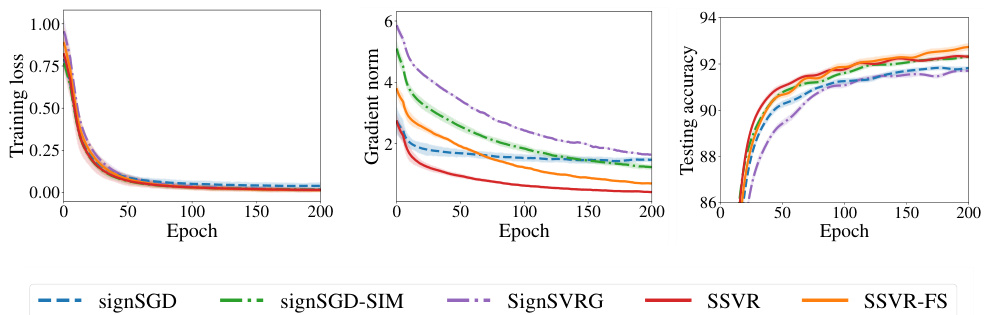 Training loss
1.00
0.75
0.50
0.25
0.00
0 50 100 150 200
Epoch
Gradient norm
6
4
2
0 50 100 150 200
Epoch
Testing accuracy
94
92
90
88
86
0 50 100 150 200
Epoch
signSGD signSGD-SIM SignSVRG SSVR SSVR-FS